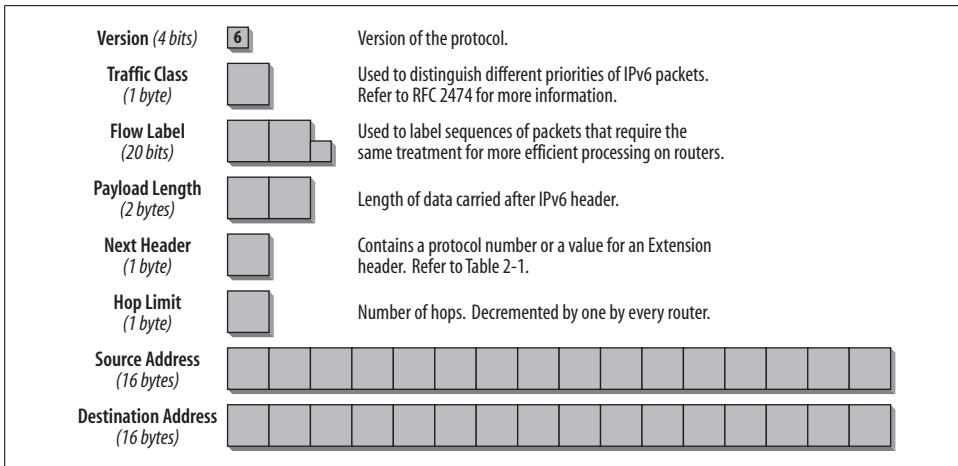 Version (4 bits)
6
Version of the protocol.
Traffic Class
(1 byte)
Used to distinguish different priorities of IPv6 packets.
Refer to RFC 2474 for more information.
Flow Label
(20 bits)
Used to label sequences of packets that require the
same treatment for more efficient processing on routers.
Payload Length
(2 bytes)
Length of data carried after IPv6 header.
Next Header
(1 byte)
Contains a protocol number or a value for an Extension
header. Refer to Table 2-1.
Hop Limit
(1 byte)
Number of hops. Decremented by one by every router.
Source Address
(16 bytes)
Destination Address
(16 bytes)